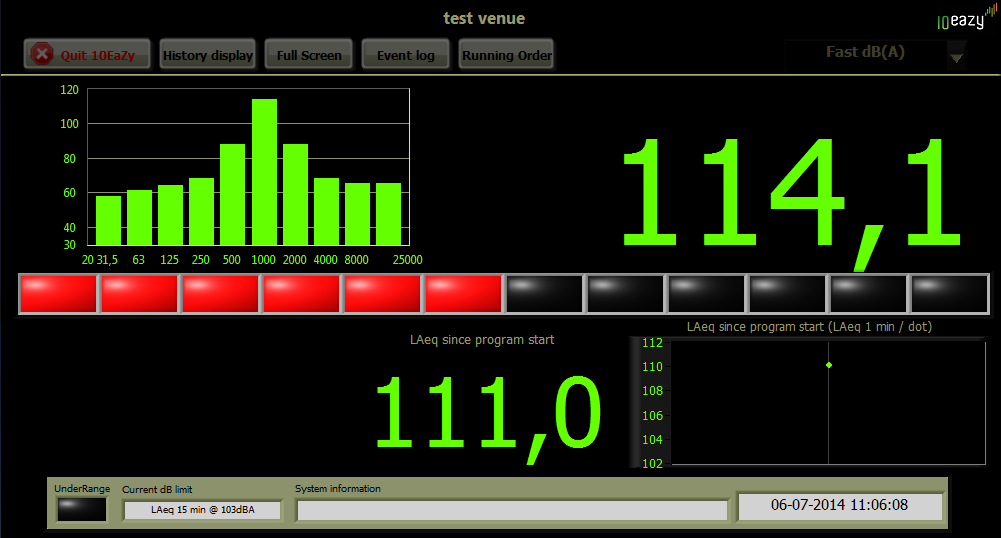 test venue
10eazy
Quit 10EaZy
History display
Full Screen
Event log
Running Order
Fast dB(A)
120
100
80
60
40
30
20 31,5 63 125 250 500 1000 2000 4000 8000 25000
114,1
LAeq since program start
111,0
LAeq since program start (LAeq 1 min / dot)
112
110
108
106
104
102
UnderRange
Current dB limit
LAeq 15 min @ 103dBA
System information
06-07-2014 11:06:08